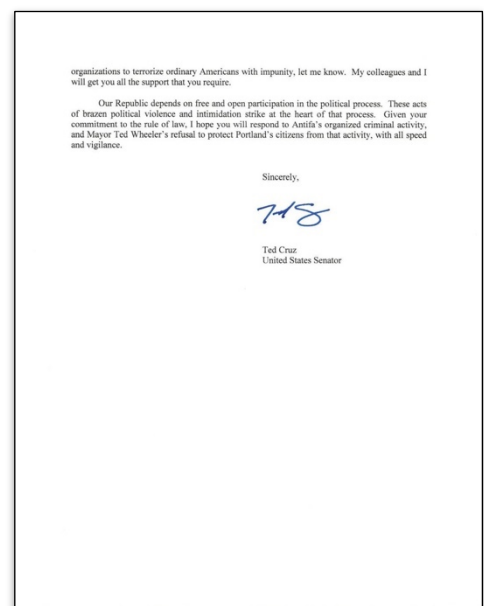 organizations to terrorize ordinary Americans with impunity, let me know. My colleagues and I
will get you all the support that you require.
Our Republic depends on free and open participation in the political process. These acts
of brazen political violence and intimidation strike at the heart of that process. Given your
commitment to the rule of law, I hope you will respond to Antifa's organized criminal activity,
and Mayor Ted Wheeler's refusal to protect Portland's citizens from that activity, with all speed
and vigilance.
Sincerely,
Ted Cruz
United States Senator